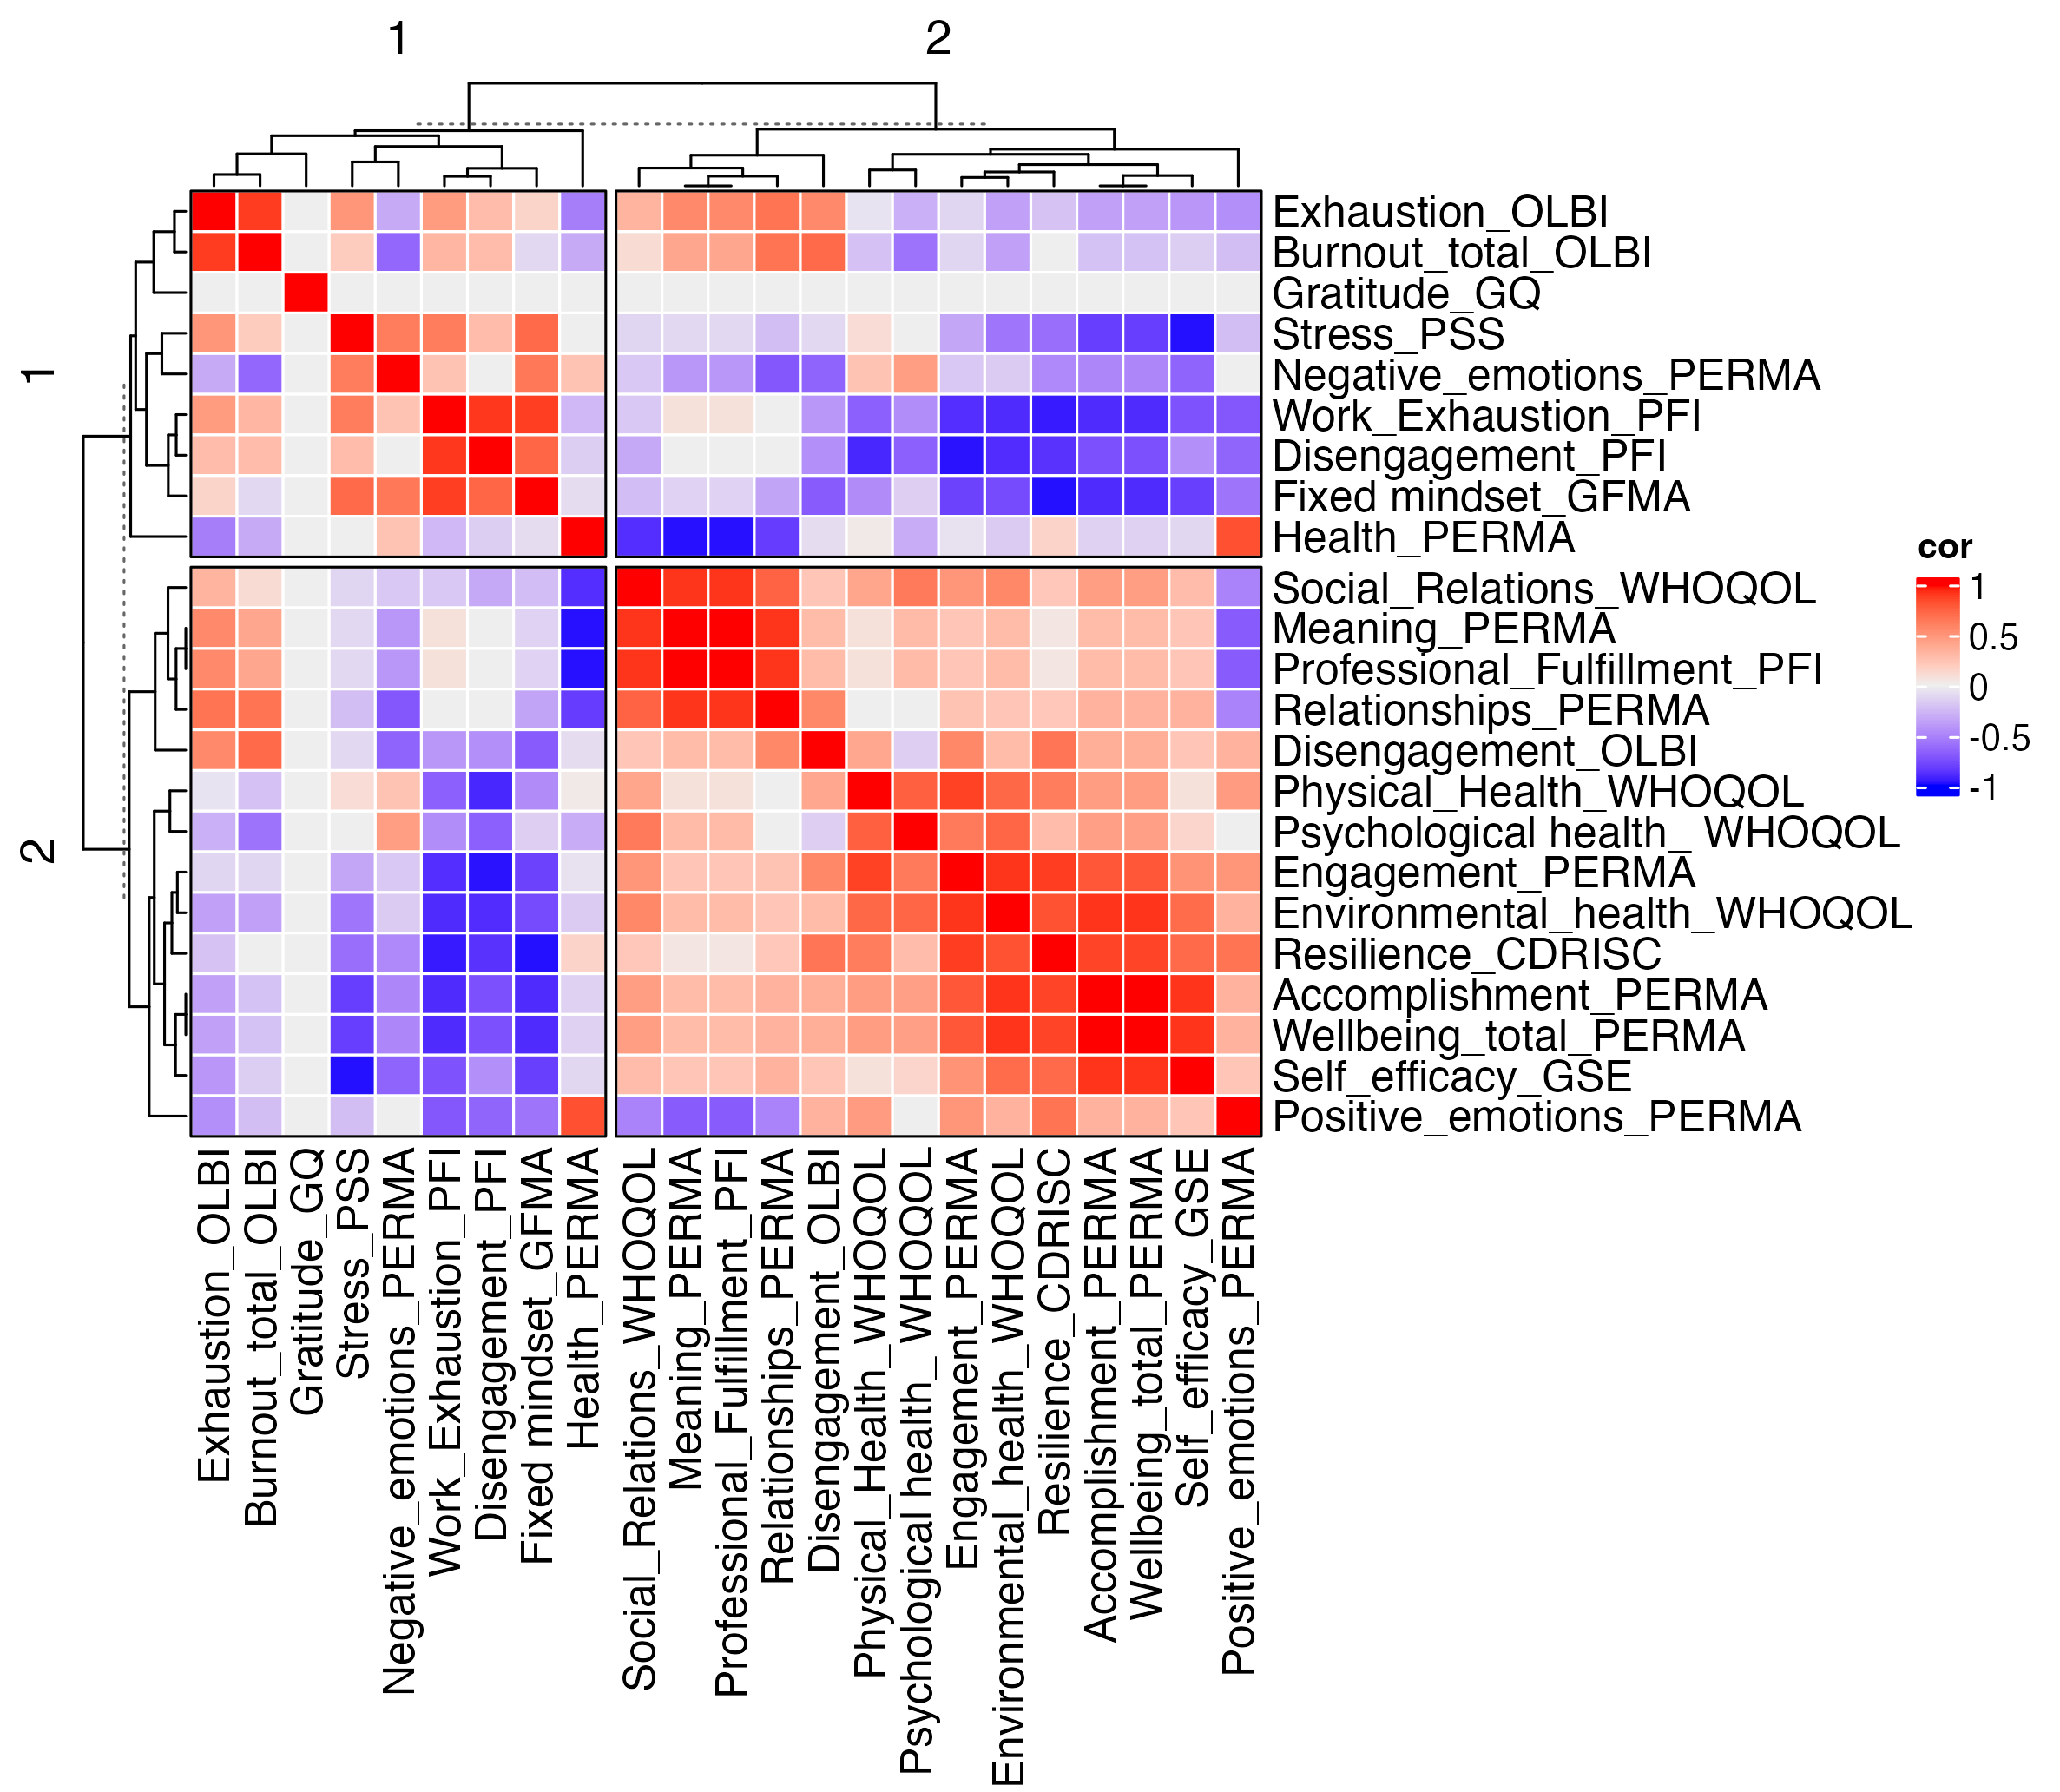 1
2
1
2
Exhaustion_OLBI
Burnout_total_OLBI
Gratitude_GQ
Stress_PSS
Negative_emotions_PERMA
Work_Exhaustion_PFI
Disengagement_PFI
Fixed mindset_GFMA
Health_PERMA
Social_Relations_WHOQOL
Meaning_PERMA
Professional_Fulfillment_PFI
Relationships_PERMA
Disengagement_OLBI
Physical_Health_WHOQOL
Psychological health_ WHOQOL
Engagement_PERMA
Environmental_health_WHOQOL
Resilience_CDRISC
Accomplishment_PERMA
Wellbeing_total_PERMA
Self_efficacy_GSE
Positive_emotions_PERMA
cor
1
0.5
0
-0.5
-1
Exhaustion_OLBI
Burnout_total_OLBI
Gratitude_GQ
Stress_PSS
Negative_emotions_PERMA
Work_Exhaustion_PFI
Disengagement_PFI
Fixed mindset_GFMA
Health_PERMA
Social_Relations_WHOQOL
Meaning_PERMA
Professional_Fulfillment_PFI
Relationships_PERMA
Disengagement_OLBI
Physical_Health_WHOQOL
Psychological health_ WHOQOL
Engagement_PERMA
Environmental_health_WHOQOL
Resilience_CDRISC
Accomplishment_PERMA
Wellbeing_total_PERMA
Self_efficacy_GSE
Positive_emotions_PERMA